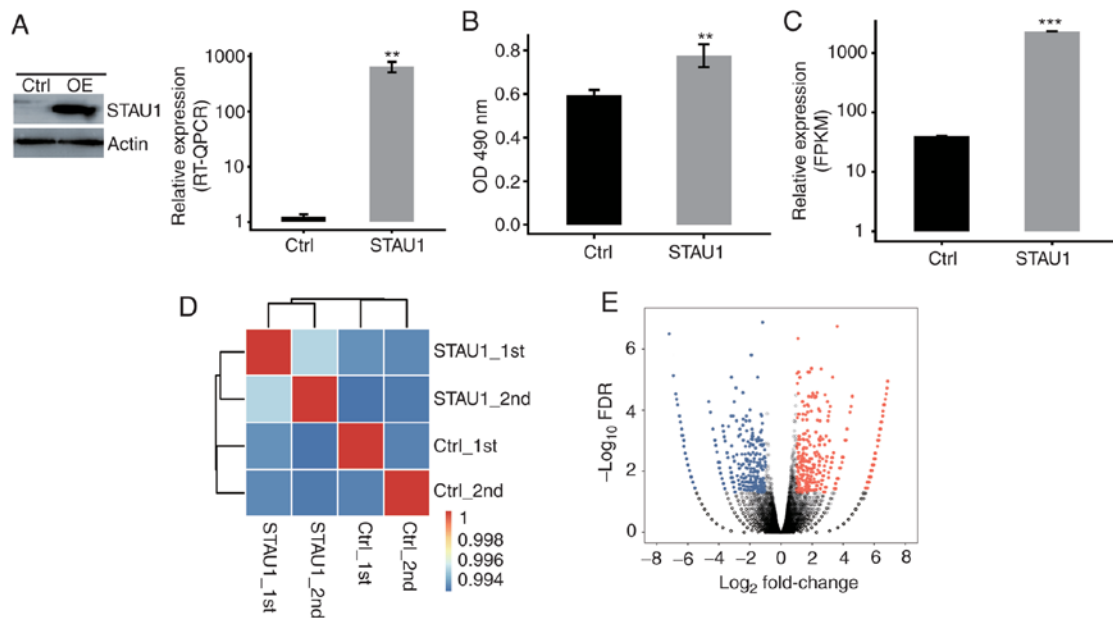 A
Ctrl OE
STAU1
Actin
Relative expression
(RT-QPCR)
1000
100
10
1
Ctrl STAU1
**
B
OD 490 nm
0.8
0.6
0.4
0.2
0.0
Ctrl STAU1
**
C
Relative expression
(FPKM)
1000
100
10
1
Ctrl STAU1
***
D
STAU1_1st
STAU1_2nd
Ctrl_1st
Ctrl_2nd
STAU1_1st
STAU1_2nd
Ctrl_1st
Ctrl_2nd
1
0.998
0.996
0.994
E
–Log10 FDR
6
4
2
0
−8 −6 −4 −2 0 2 4 6 8
Log2 fold-change